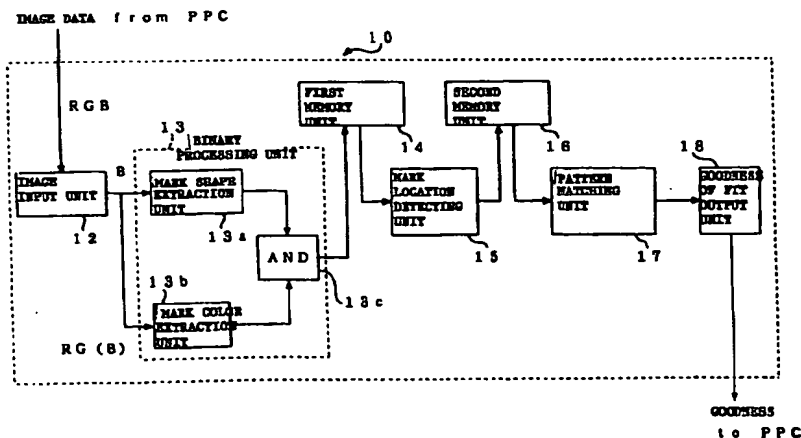 IMAGE DATA from PPC
10
RGB
FIRST
MEMORY
UNIT
14
SECOND
MEMORY
UNIT
16
13
BINARY
PROCESSING UNIT
B
IMAGE
INPUT UNIT
12
MARK SHAPE
EXTRACTION
UNIT
13a
MARK
LOCATION
DETECTING
UNIT
15
PATTERN
MATCHING
UNIT
17
18
GOODNESS
OF FIT
OUTPUT
UNIT
AND
13c
13b
MARK COLOR
EXTRACTION
UNIT
RG (B)
GOODNESS
to PPC